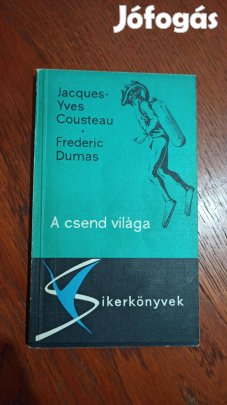 Jófogás
Jacques-
Yves
Cousteau
Frederic
Dumas
A csend világa
Sikerkönyvek